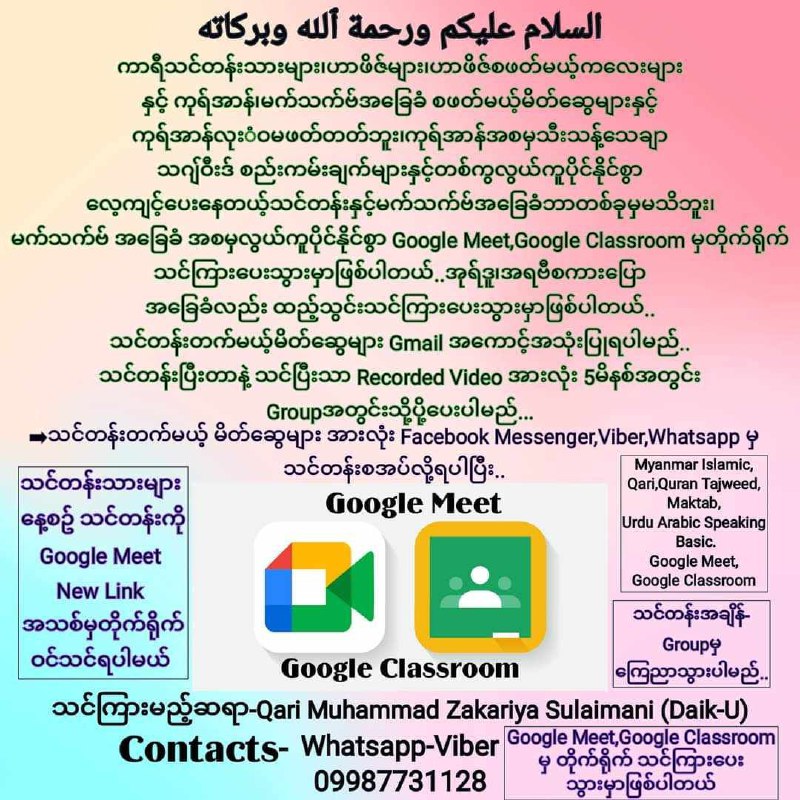 السلام عليكم ورحمة ٱلله وبركاته
ကာရီသင်တန်းသားများ၊ဟာဖိဇ်များ၊ဟာဖိဇ်စဖတ်မယ့်ကလေးများ
နှင့် ကုရ်အာန်၊မက်သက်ဗ်အခြေခံ စဖတ်မယ့်မိတ်ဆွေများနှင့်
ကုရ်အာန်လုးံဝမဖတ်တတ်ဘူး၊ကုရ်အာန်အစမှသီးသန့်သေချာ
သဂျ်ဝီးဒ် စည်းကမ်းချက်များနှင့်တစ်ကွလွယ်ကူပိုင်နိုင်စွာ
လေ့ကျင့်ပေးနေတယ့်သင်တန်းနှင့်မက်သက်ဗ်အခြေခံဘာတစ်ခုမှမသိဘူး၊
မက်သက်ဗ် အခြေခံ အစမှလွယ်ကူပိုင်နိုင်စွာ Google Meet,Google Classroom မှတိုက်ရိုက်
သင်ကြားပေးသွားမှာဖြစ်ပါတယ်..အုရ်ဒူ၊အရဗီစကားပြော
အခြေခံလည်း ထည့်သွင်းသင်ကြားပေးသွားမှာဖြစ်ပါတယ်..
သင်တန်းတက်မယ့်မိတ်ဆွေများ Gmail အကောင့်အသုံးပြုရပါမည်..
သင်တန်းပြီးတာနဲ့ သင်ပြီးသာ Recorded Video အားလုံး 5မိနစ်အတွင်း
Groupအတွင်းသို့ပို့ပေးပါမည်...
➡သင်တန်းတက်မယ့် မိတ်ဆွေများ အားလုံး Facebook Messenger,Viber,Whatsapp မှ
သင်တန်းစအပ်လို့ရပါပြီး..
သင်တန်းသားများ
နေ့စဥ် သင်တန်းကို
Google Meet
New Link
အသစ်မှတိုက်ရိုက်
ဝင်သင်ရပါမယ်
Google Meet
Google Classroom
Myanmar Islamic,
Qari,Quran Tajweed,
Maktab,
Urdu Arabic Speaking
Basic.
Google Meet,
Google Classroom
သင်တန်းအချိန်-
Groupမှ
ကြေညာသွားပါမည်..
သင်ကြားမည့်ဆရာ-Qari Muhammad Zakariya Sulaimani (Daik-U)
Contacts- Whatsapp-Viber
09987731128
Google Meet,Google Classroom
မှ တိုက်ရိုက် သင်ကြားပေး
သွားမှာဖြစ်ပါတယ်